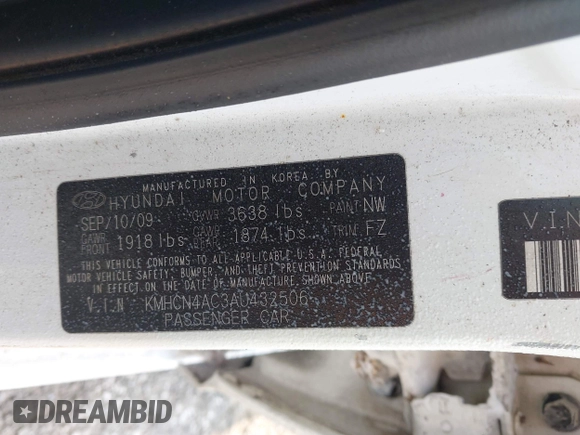 MANUFACTURED IN KOREA BY
HYUNDAI MOTOR COMPANY
SEP/10/09 GVWR 3638 lbs PAINT NW
GAWR FRONT 1918 lbs GAWR REAR 1874 lbs TRIM FZ
THIS VEHICLE CONFORMS TO ALL APPLICABLE U.S.A. FEDERAL
MOTOR VEHICLE SAFETY, BUMPER, AND THEFT PREVENTION STANDARDS
IN EFFECT ON THE DATE OF MANUFACTURE SHOWN ABOVE.
V.I.N KMHCN4AC3AU432506
PASSENGER CAR
V.I.N
DREAMBID